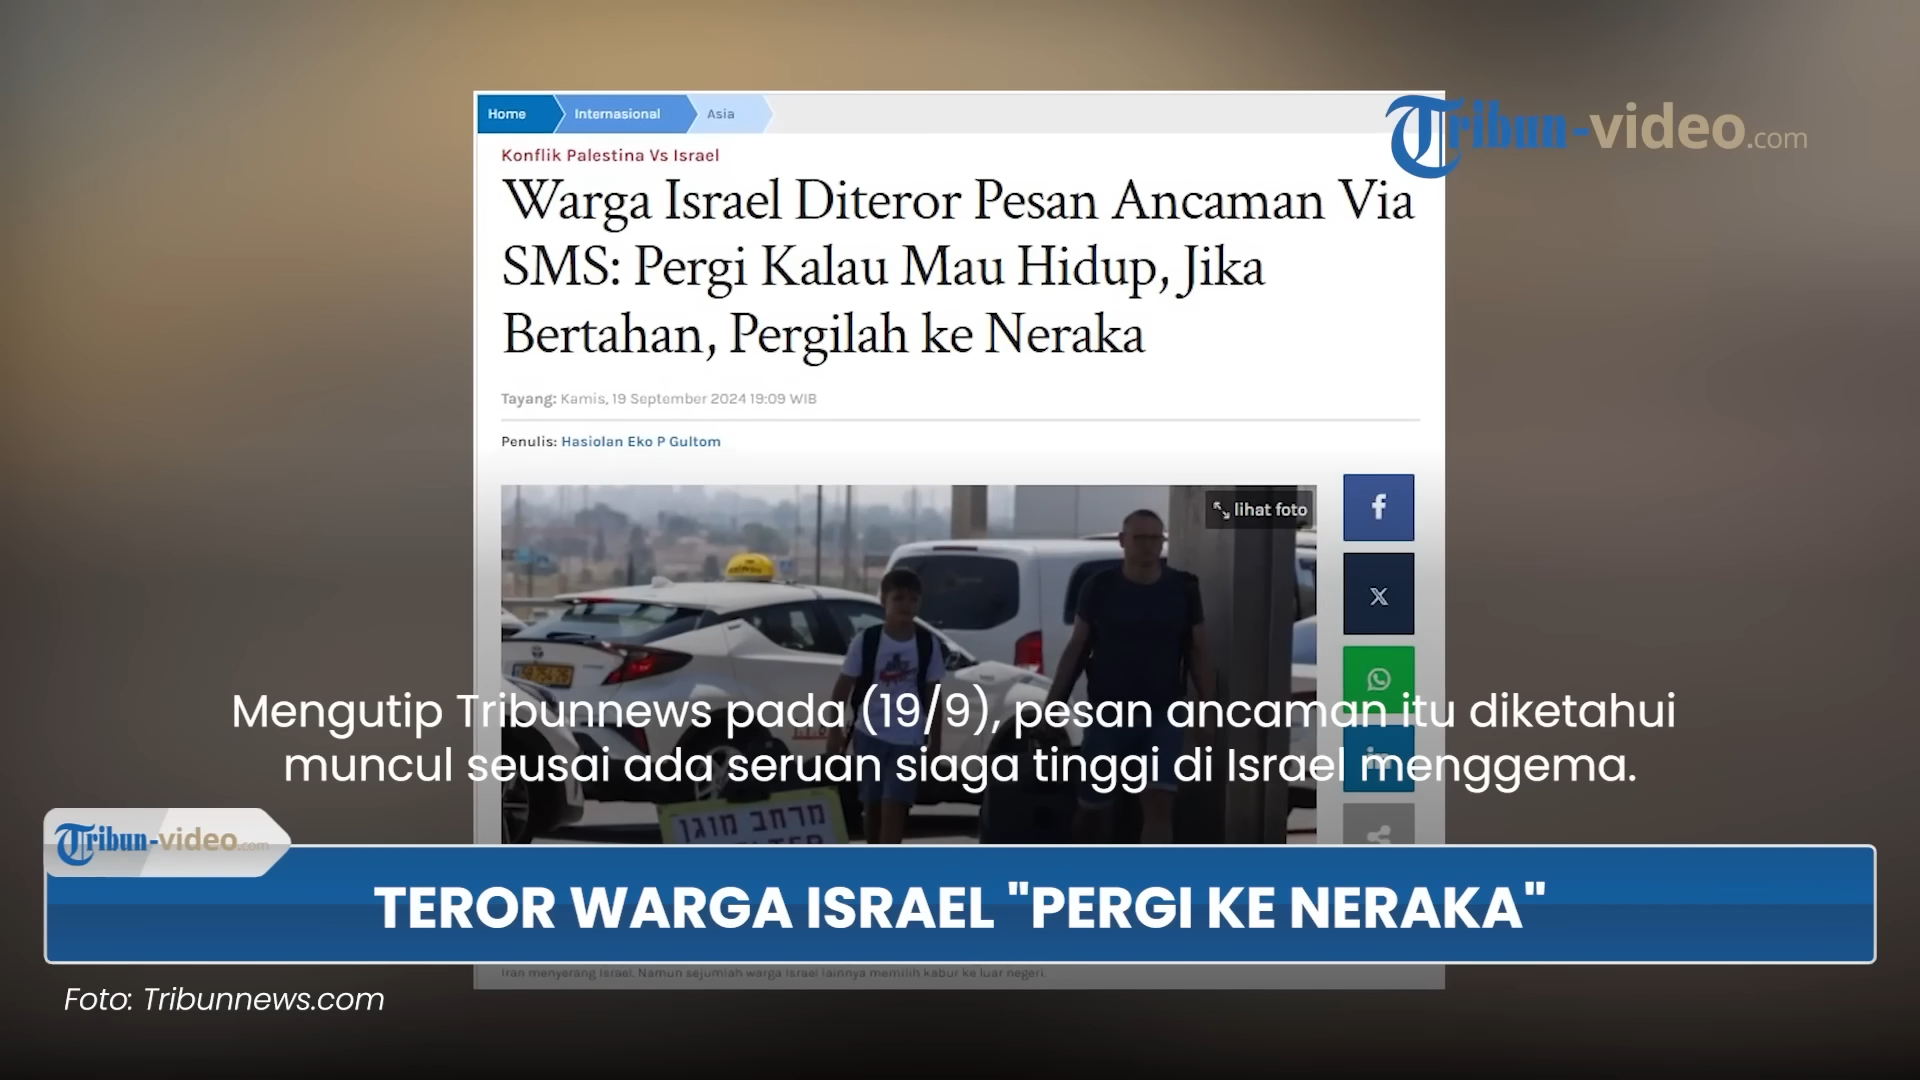 Home Internasional Asia
Tribun-video.com
Konflik Palestina Vs Israel
Warga Israel Diteror Pesan Ancaman Via
SMS: Pergi Kalau Mau Hidup, Jika
Bertahan, Pergilah ke Neraka
Tayang: Kamis, 19 September 2024 19:09 WIB
Penulis: Hasiolan Eko P Gultom
lihat foto
Mengutip Tribunnews pada (19/9), pesan ancaman itu diketahui
muncul seusai ada seruan siaga tinggi di Israel menggema.
מרחב מוגן
Tribun-video.com
TEROR WARGA ISRAEL "PERGI KE NERAKA"
Iran menyerang Israel. Namun sejumlah warga Israel lainnya memilih kabur ke luar negeri.
Foto: Tribunnews.com